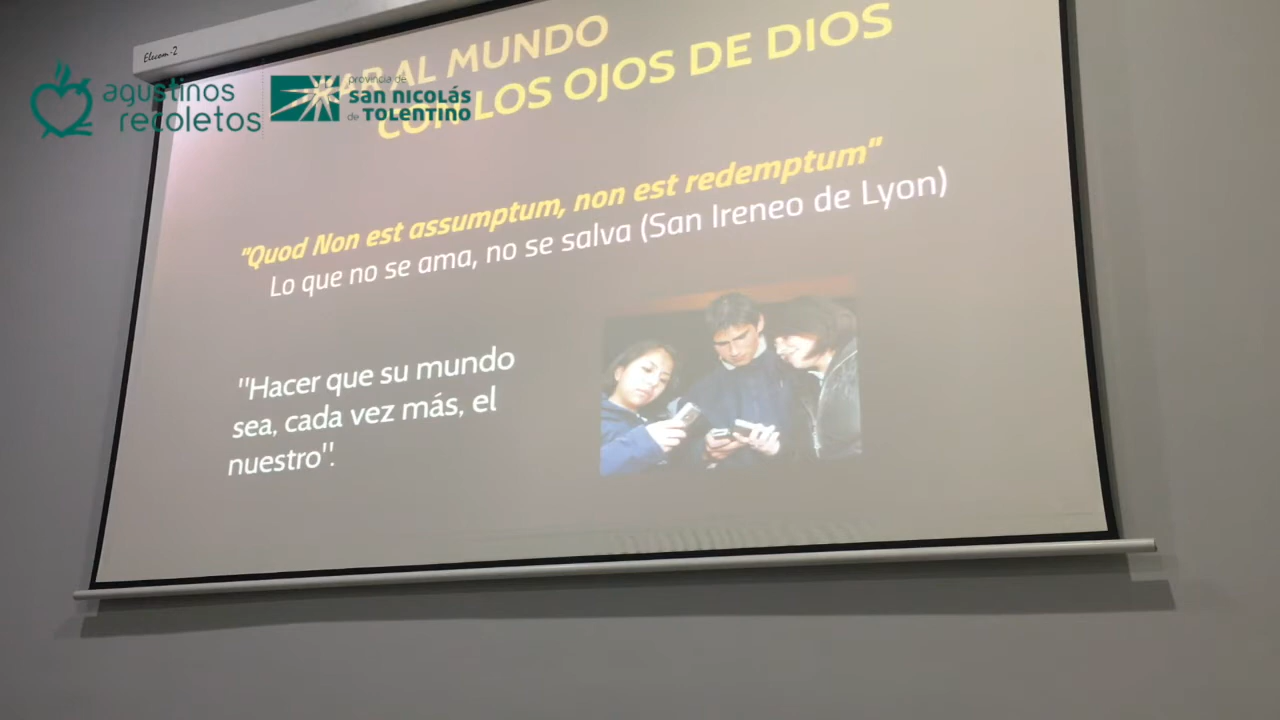 Elecom-2
agustinos
recoletos
provincia de
SAN NICOLÁS
de TOLENTINO
AL MUNDO
CON LOS OJOS DE DIOS
"Quod Non est assumptum, non est redemptum"
Lo que no se ama, no se salva (San Ireneo de Lyon)
"Hacer que su mundo
sea, cada vez más, el
nuestro".